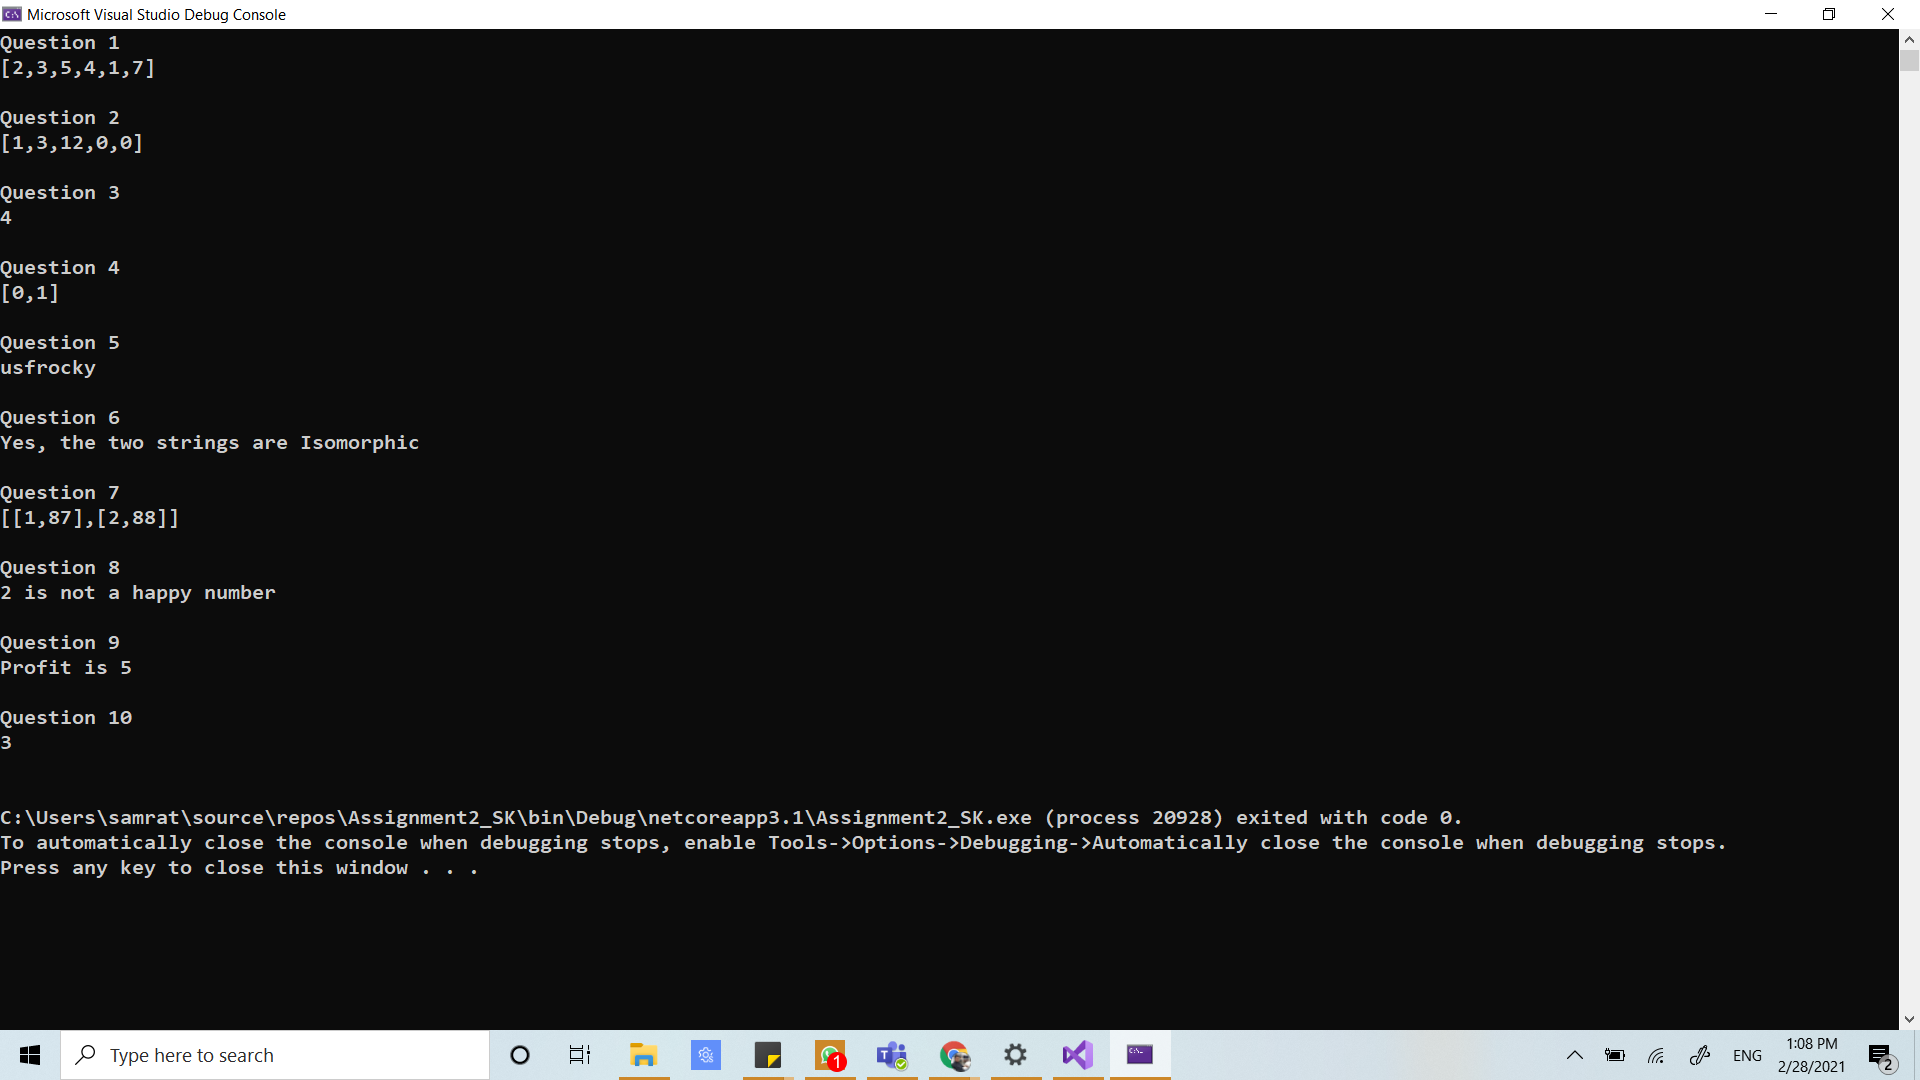 Microsoft Visual Studio Debug Console
Question 1
[2,3,5,4,1,7]
Question 2
[1,3,12,0,0]
Question 3
4
Question 4
[0,1]
Question 5
usfrocky
Question 6
Yes, the two strings are Isomorphic
Question 7
[[1,87],[2,88]]
Question 8
2 is not a happy number
Question 9
Profit is 5
Question 10
3
C:\Users\samrat\source\repos\Assignment2_SK\bin\Debug\netcoreapp3.1\Assignment2_SK.exe (process 20928) exited with code 0.
To automatically close the console when debugging stops, enable Tools->Options->Debugging->Automatically close the console when debugging stops.
Press any key to close this window . . .
Type here to search
1
ENG
1:08 PM
2/28/2021
2